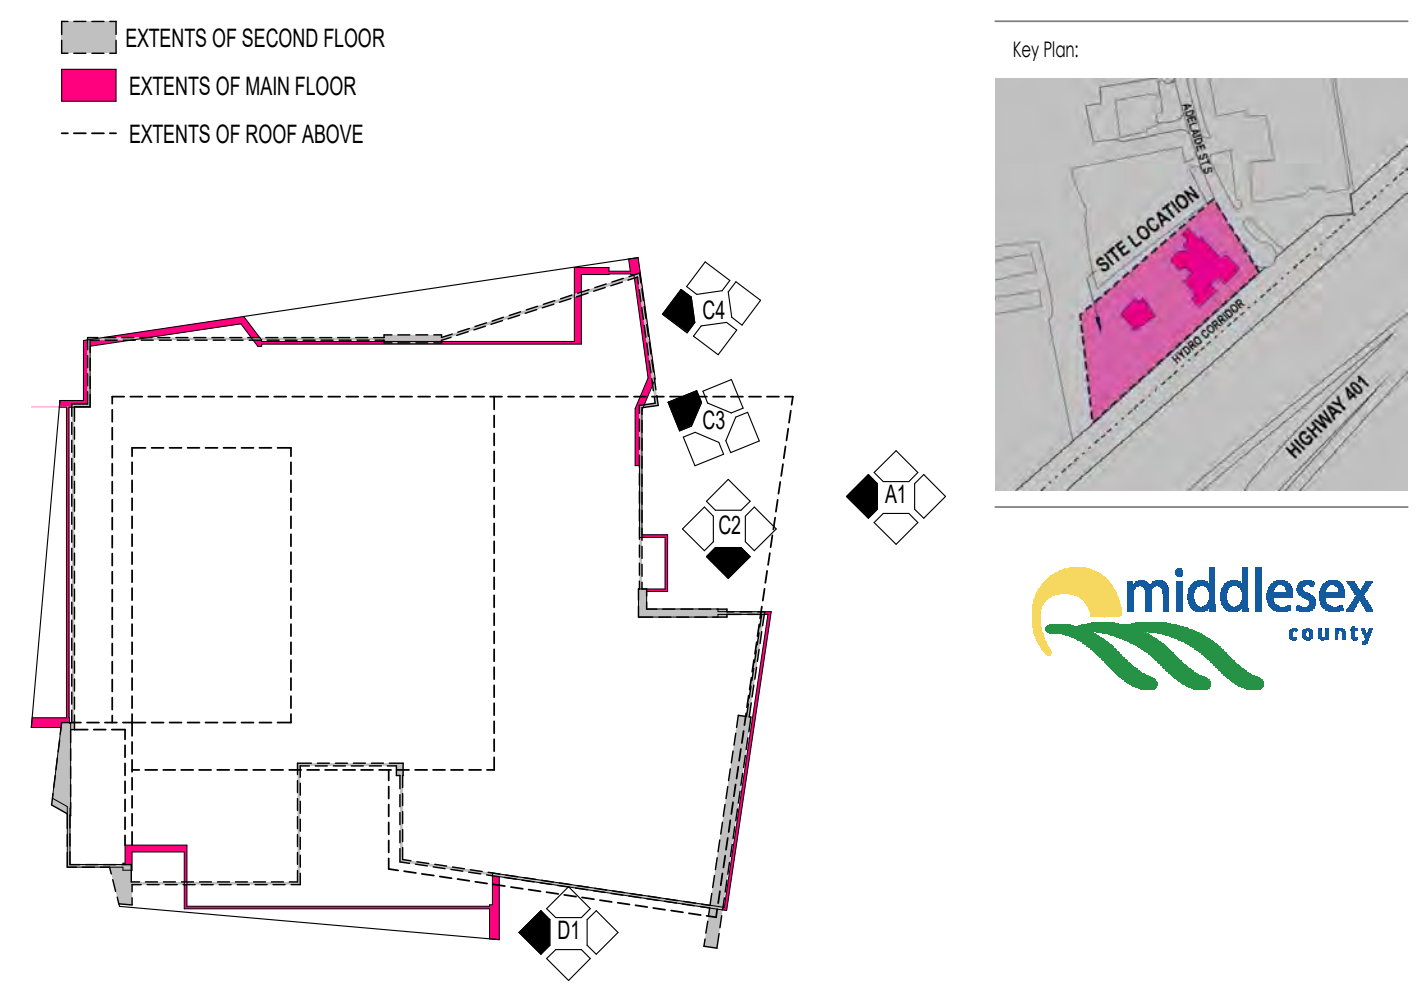 EXTENTS OF SECOND FLOOR
EXTENTS OF MAIN FLOOR
EXTENTS OF ROOF ABOVE
Key Plan:
ADELAIDE ST S
SITE LOCATION
HYDRO CORRIDOR
HIGHWAY 401
C4
C3
A1
C2
D1
middlesex
county